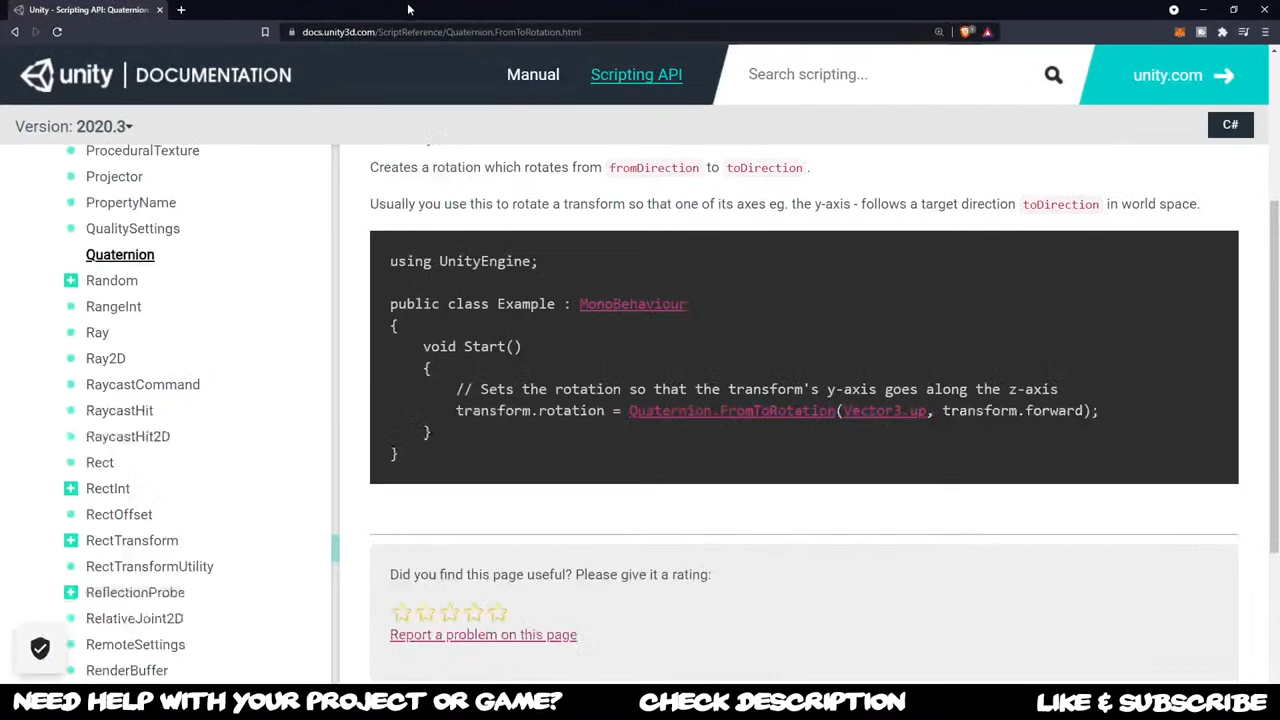 Unity - Scripting API: Quaternion
docs.unity3d.com/ScriptReference/Quaternion.FromToRotation.html
unity | DOCUMENTATION
Manual
Scripting API
Search scripting...
unity.com
Version: 2020.3
C#
ProceduralTexture
Projector
PropertyName
QualitySettings
Quaternion
Random
RangeInt
Ray
Ray2D
RaycastCommand
RaycastHit
RaycastHit2D
Rect
RectInt
RectOffset
RectTransform
RectTransformUtility
ReflectionProbe
RelativeJoint2D
RemoteSettings
RenderBuffer
Creates a rotation which rotates from fromDirection to toDirection.
Usually you use this to rotate a transform so that one of its axes eg. the y-axis - follows a target direction toDirection in world space.
using UnityEngine;
public class Example : MonoBehaviour
{
void Start()
{
// Sets the rotation so that the transform's y-axis goes along the z-axis
transform.rotation = Quaternion.FromToRotation(Vector3.up, transform.forward);
}
}
Did you find this page useful? Please give it a rating:
Report a problem on this page
NEED HELP WITH YOUR PROJECT OR GAME?
CHECK DESCRIPTION
LIKE & SUBSCRIBE